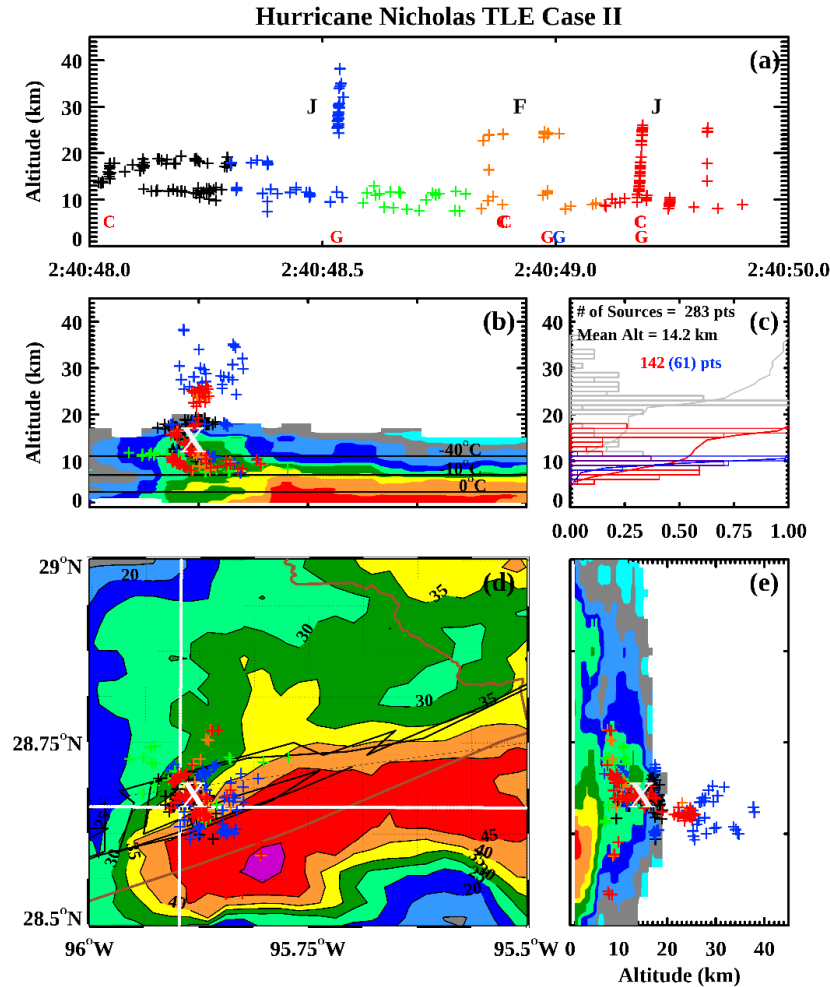 Hurricane Nicholas TLE Case II
(a)
40
30
20
10
0
Altitude (km)
J F J
C C C C
G G G G
2:40:48.0 2:40:48.5 2:40:49.0 2:40:50.0
(b)
40
30
20
10
0
Altitude (km)
-40°C
-10°C
0°C
(c)
# of Sources = 283 pts
Mean Alt = 14.2 km
142 (61) pts
40
30
20
10
0
0.00 0.25 0.50 0.75 1.00
(d)
29°N
28.75°N
28.5°N
96°W 95.75°W 95.5°W
20
35
30
30
35
25
30
35
40
45
40
35
20
(e)
0 10 20 30 40
Altitude (km)